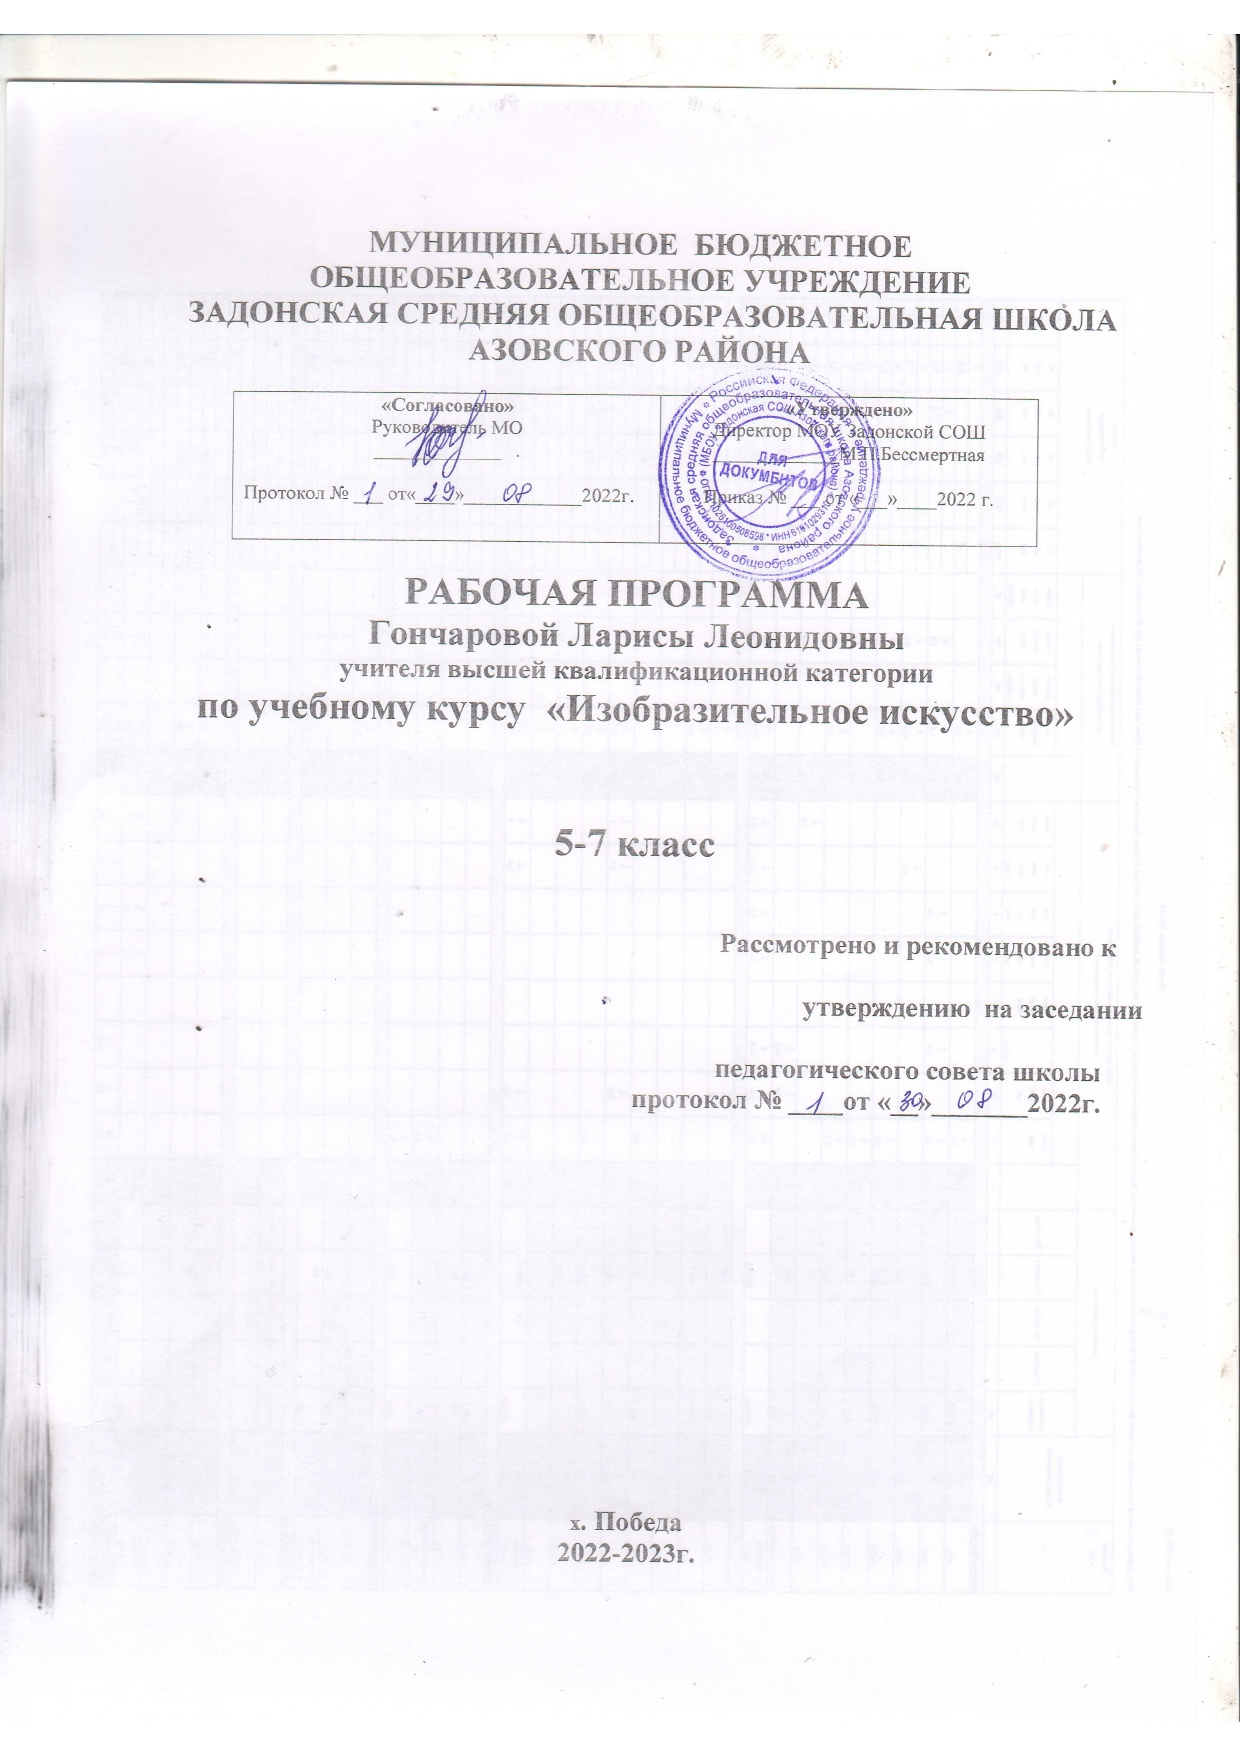 МУНИЦИПАЛЬНОЕ БЮДЖЕТНОЕ
ОБЩЕОБРАЗОВАТЕЛЬНОЕ УЧРЕЖДЕНИЕ
ЗАДОНСКАЯ СРЕДНЯЯ ОБЩЕОБРАЗОВАТЕЛЬНАЯ ШКОЛА
АЗОВСКОГО РАЙОНА
«Согласовано»
Руководитель МО
Протокол № 1 от« 29 » 08 2022г.
«Утверждено»
Директор МОУ Задонской СОШ
М.П.Бессмертная
Приказ № ____от «___»____2022 г.
ДЛЯ
ДОКУМЕНТОВ
РАБОЧАЯ ПРОГРАММА
Гончаровой Ларисы Леонидовны
учителя высшей квалификационной категории
по учебному курсу «Изобразительное искусство»
5-7 класс
Рассмотрено и рекомендовано к
утверждению на заседании
педагогического совета школы
протокол № 1 от « 30 » 08 2022г.
х. Победа
2022-2023г.